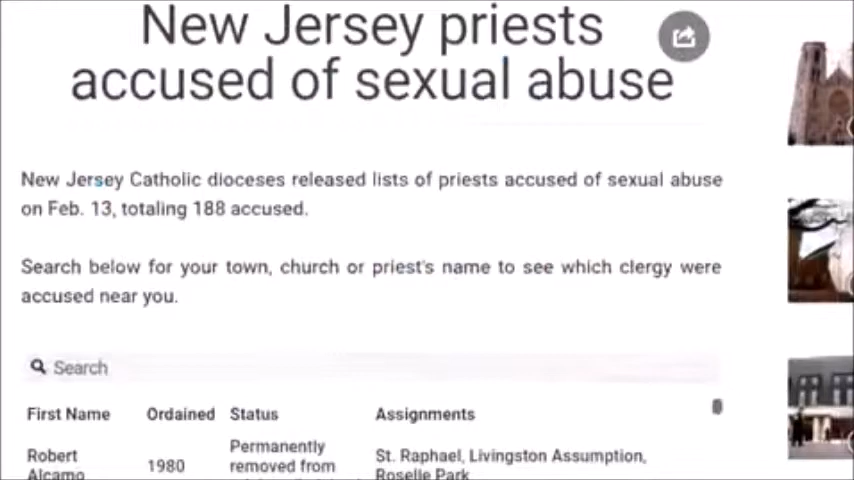 New Jersey priests
accused of sexual abuse
New Jersey Catholic dioceses released lists of priests accused of sexual abuse
on Feb. 13, totaling 188 accused.
Search below for your town, church or priest's name to see which clergy were
accused near you.
Search
First Name Ordained Status Assignments
Robert Alcamo 1980 Permanently removed from St. Raphael, Livingston Assumption, Roselle Park